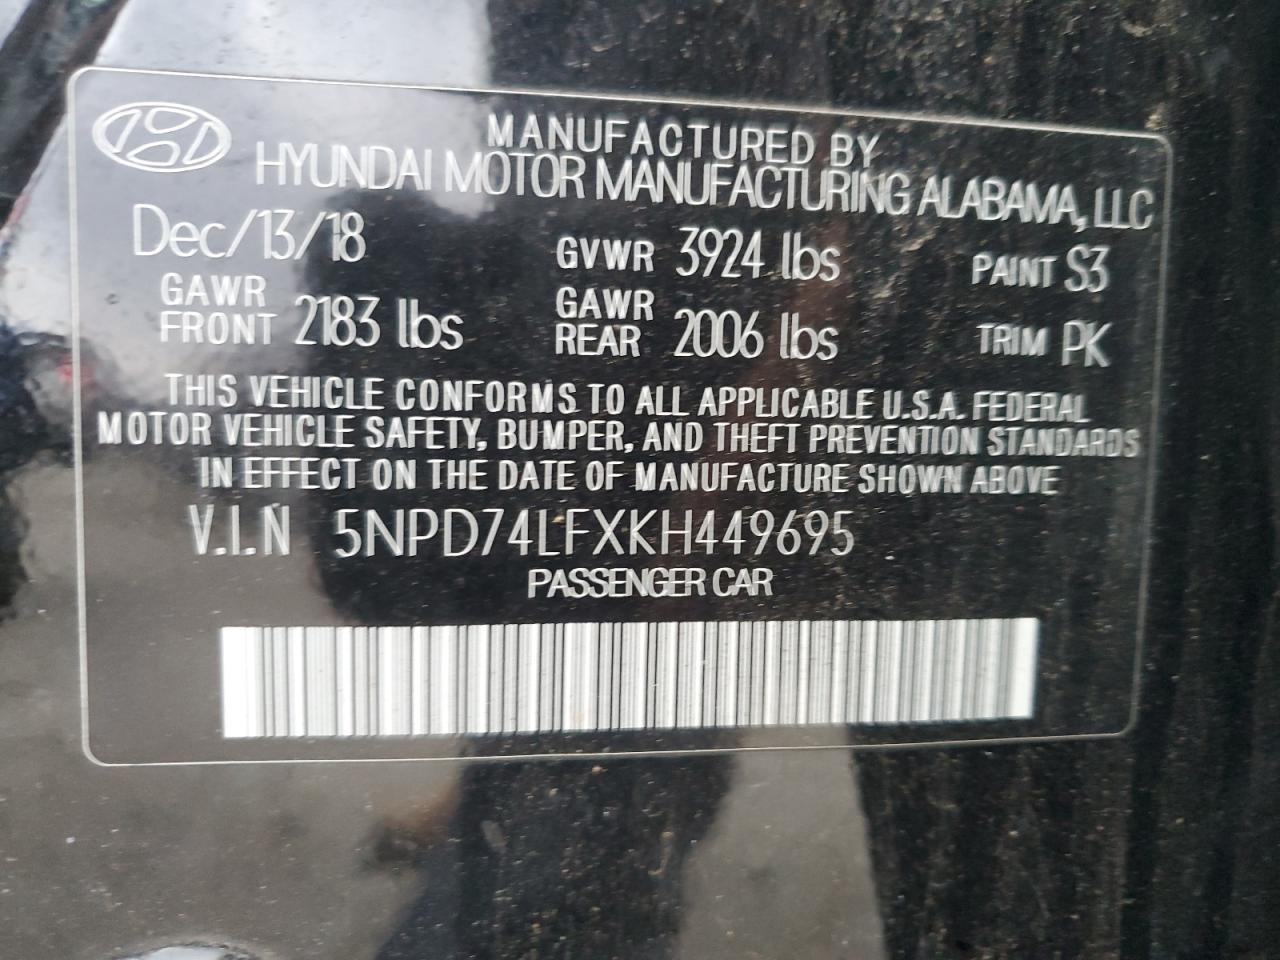 MANUFACTURED BY
HYUNDAI MOTOR MANUFACTURING ALABAMA, LLC
Dec/13/18 GVWR 3924 lbs PAINT S3
GAWR FRONT 2183 lbs GAWR REAR 2006 lbs TRIM PK
THIS VEHICLE CONFORMS TO ALL APPLICABLE U.S.A. FEDERAL
MOTOR VEHICLE SAFETY, BUMPER, AND THEFT PREVENTION STANDARDS
IN EFFECT ON THE DATE OF MANUFACTURE SHOWN ABOVE
V.I.N 5NPD74LFXKH449695
PASSENGER CAR